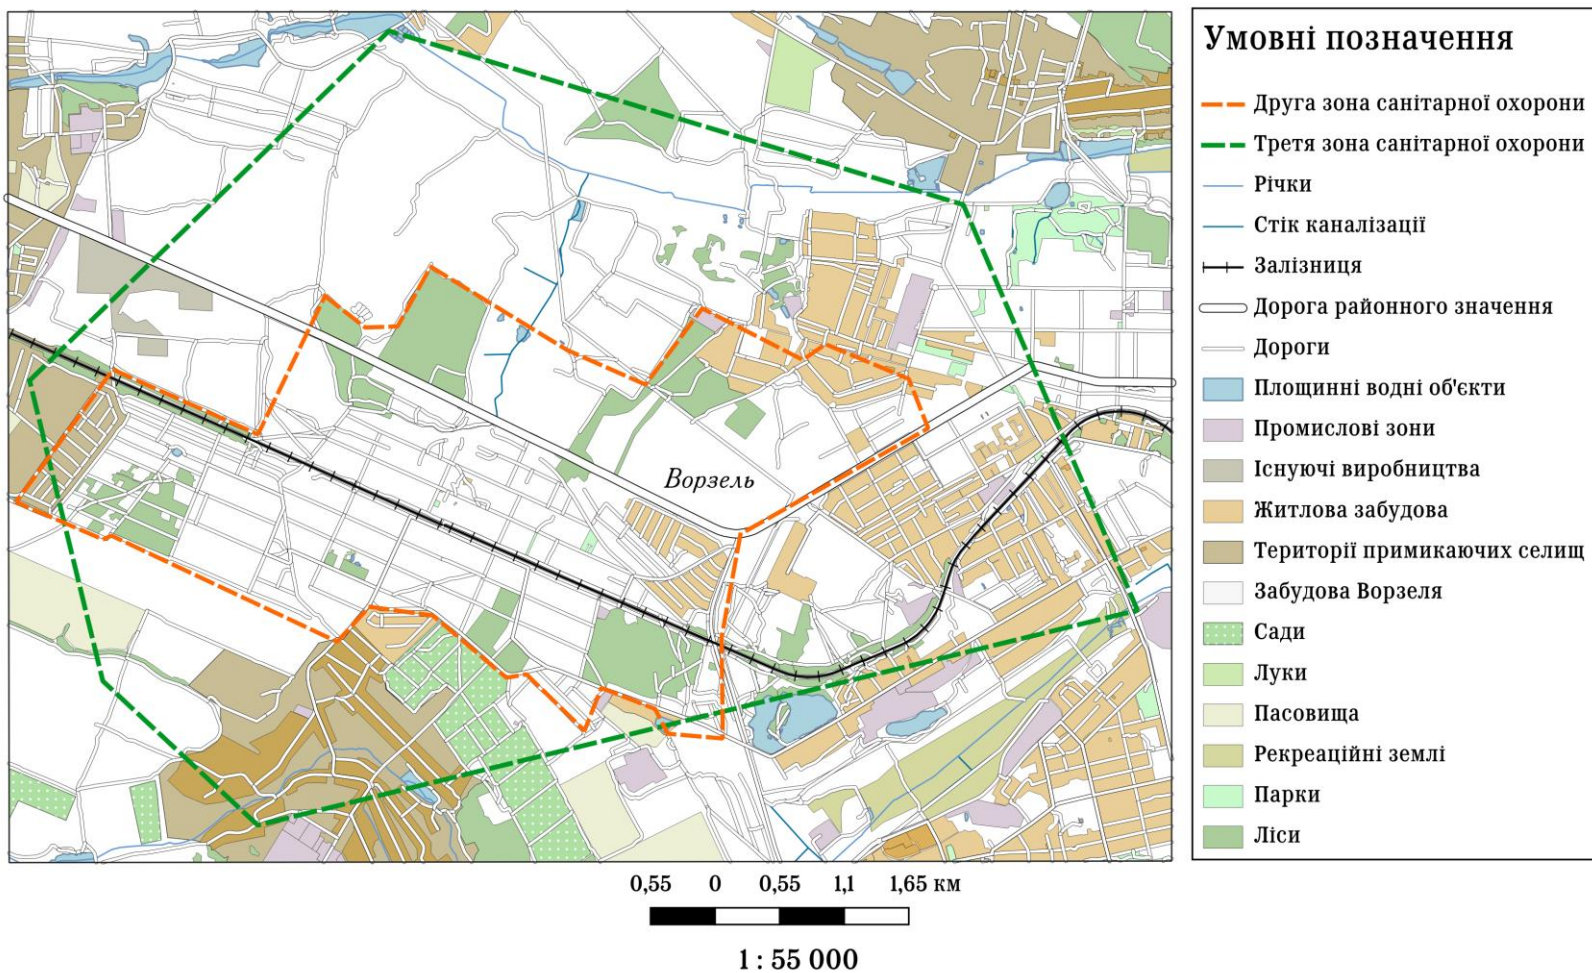 Ворзель
Умовні позначення
Друга зона санітарної охорони
Третя зона санітарної охорони
Річки
Стік каналізації
Залізниця
Дорога районного значення
Дороги
Площинні водні об'єкти
Промислові зони
Існуючі виробництва
Житлова забудова
Території примикаючих селищ
Забудова Ворзеля
Сади
Луки
Пасовища
Рекреаційні землі
Парки
Ліси
0,55 0 0,55 1,1 1,65 км
1 : 55 000